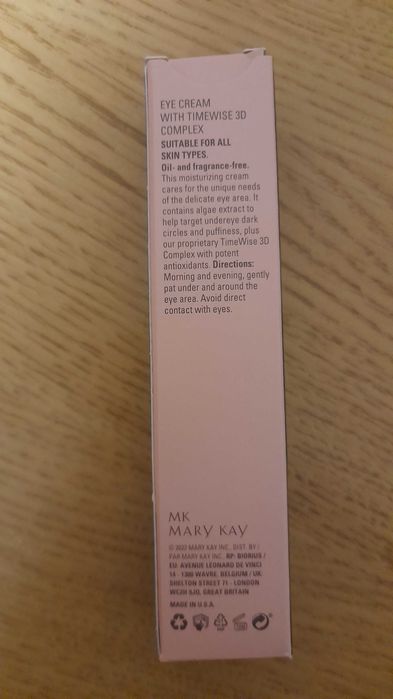 EYE CREAM
WITH TIMEWISE 3D
COMPLEX
SUITABLE FOR ALL
SKIN TYPES.
Oil- and fragrance-free.
This moisturizing cream
cares for the unique needs
of the delicate eye area. It
contains algae extract to
help target undereye dark
circles and puffiness, plus
our proprietary TimeWise 3D
Complex with potent
antioxidants. Directions:
Morning and evening, gently
pat under and around the
eye area. Avoid direct
contact with eyes.
MK
MARY KAY
© 2022 MARY KAY INC. DIST. BY /
PAR MARY KAY INC. RP: BIORIUS /
EU: AVENUE LEONARD DE VINCI
14 - 1300 WAVRE, BELGIUM / UK:
SHELTON STREET 71 - LONDON
WC2H 9JQ, GREAT BRITAIN
MADE IN U.S.A.